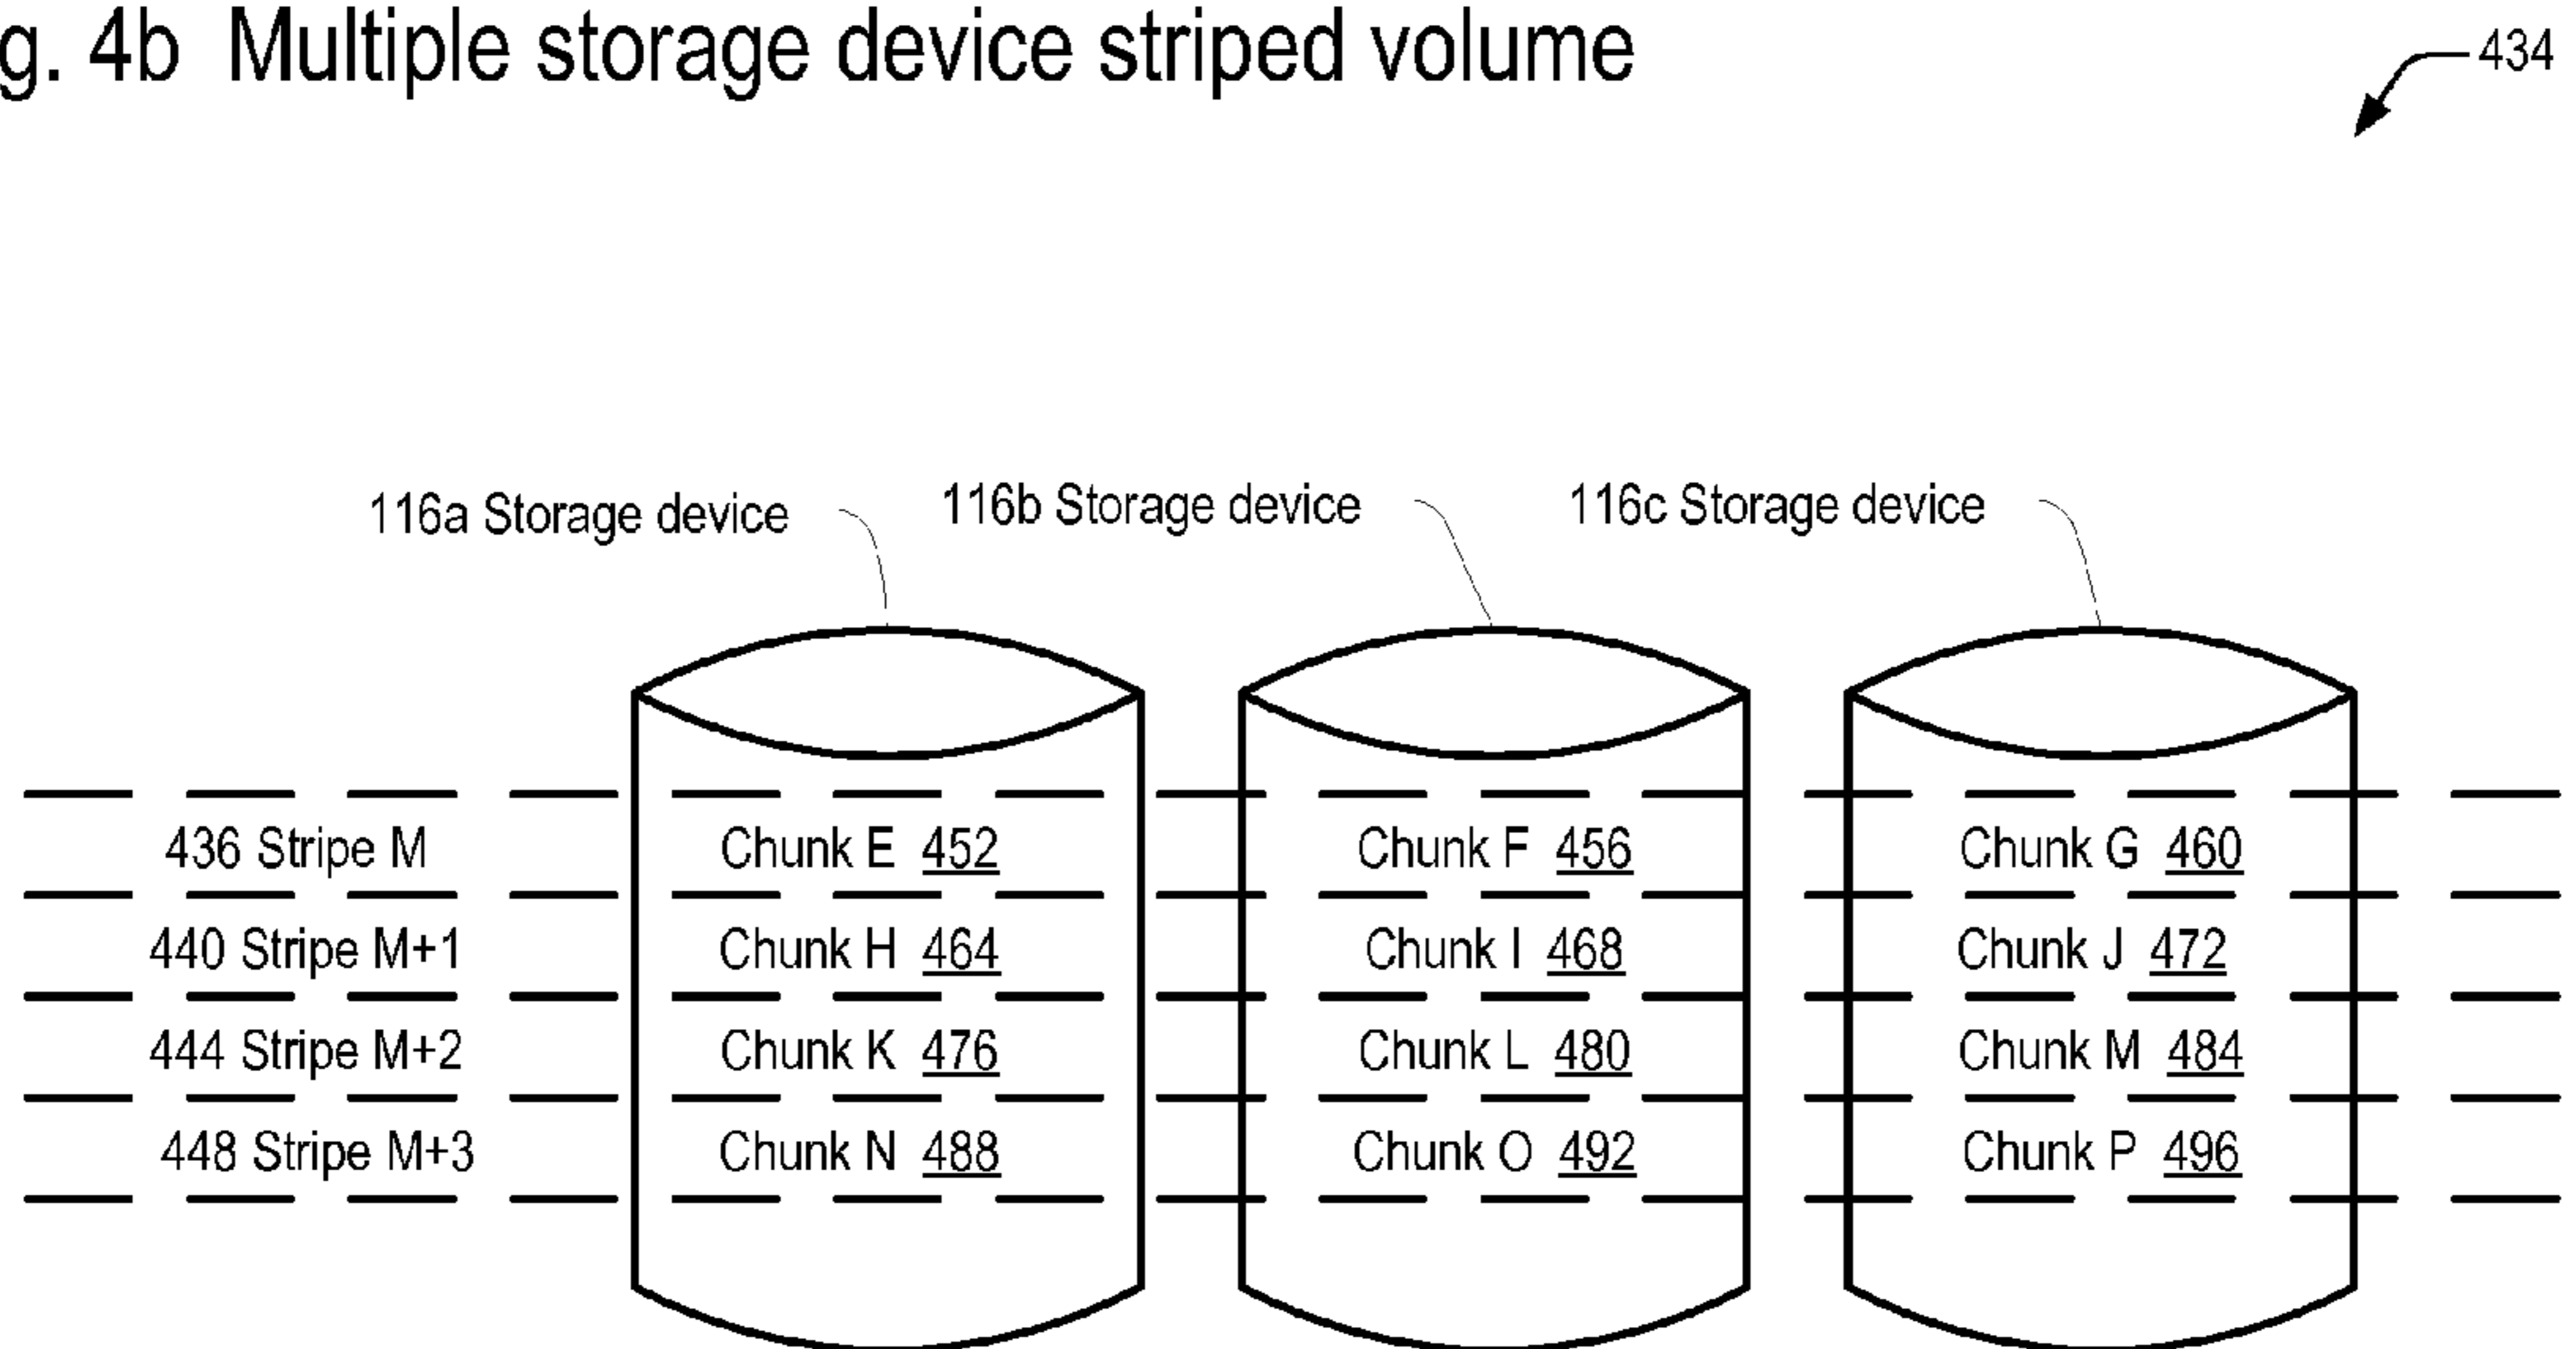 g. 4b Multiple storage device striped volume
434
116a Storage device 116b Storage device 116c Storage device
436 Stripe M Chunk E 452 Chunk F 456 Chunk G 460
440 Stripe M+1 Chunk H 464 Chunk I 468 Chunk J 472
444 Stripe M+2 Chunk K 476 Chunk L 480 Chunk M 484
448 Stripe M+3 Chunk N 488 Chunk O 492 Chunk P 496